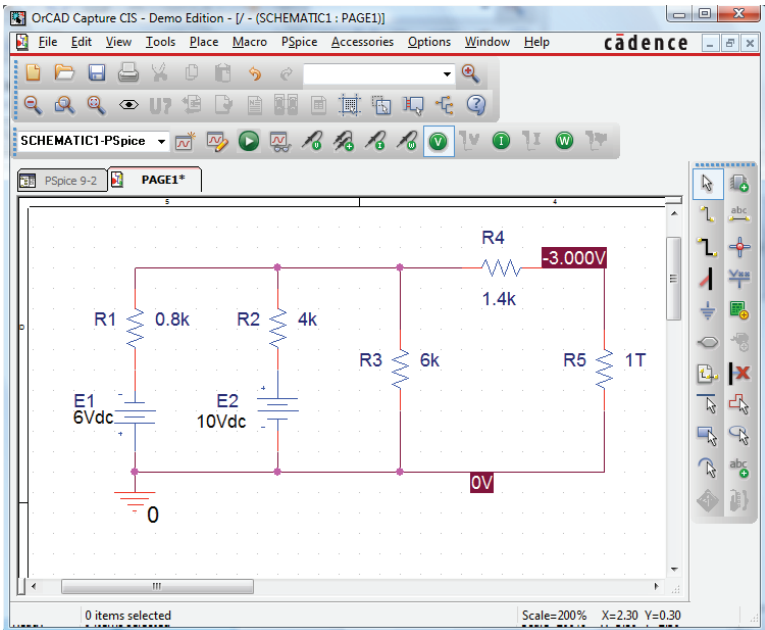 OrCAD Capture CIS - Demo Edition - [/ - (SCHEMATIC1 : PAGE1)]
File Edit View Tools Place Macro PSpice Accessories Options Window Help cādence
U?
SCHEMATIC1-PSpice V I W
PSpice 9-2 PAGE1*
5 4
R4
-3.000V
1.4k
R1 0.8k R2 4k
R3 6k R5 1T
E1 - E2 +
6Vdc 10Vdc
+ -
0V
0
0 items selected Scale=200% X=2.30 Y=0.30